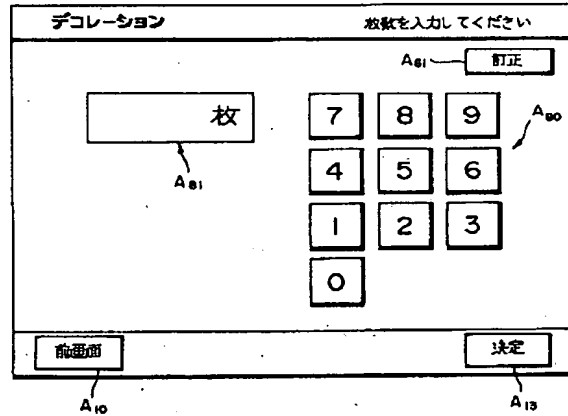 デコレーション 枚数を入力してください
A61 訂正
枚 7 8 9 A80
A81 4 5 6
1 2 3
0
前画面 決定
A10 A13